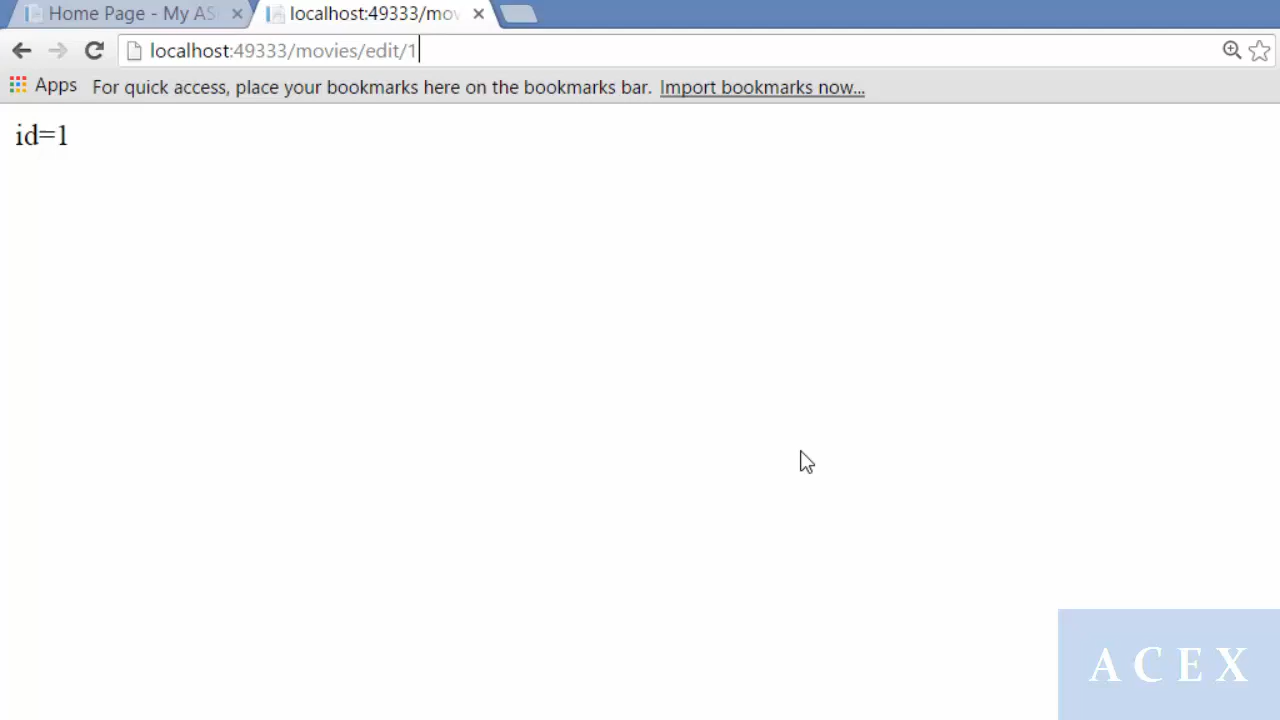 Home Page - My AS
localhost:49333/mov
localhost:49333/movies/edit/1
Apps For quick access, place your bookmarks here on the bookmarks bar. Import bookmarks now...
id=1
ACEX